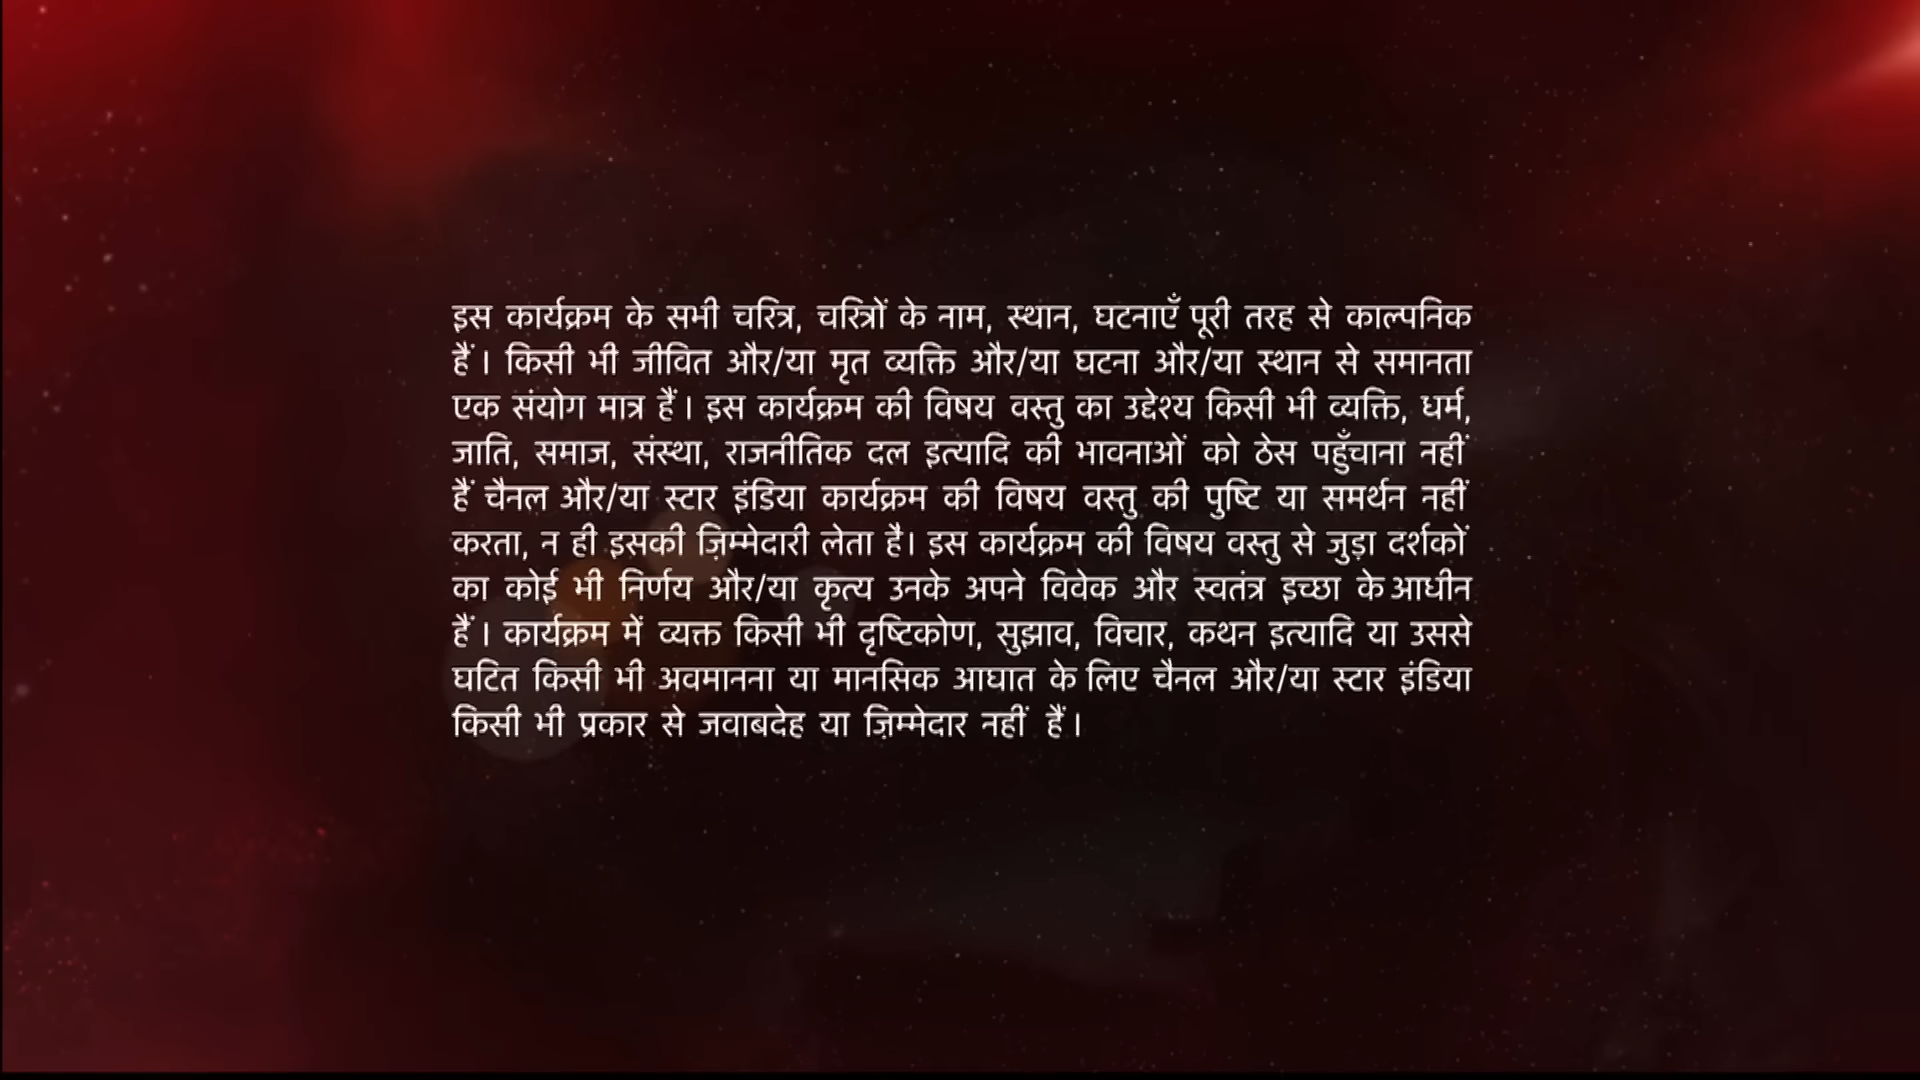 इस कार्यक्रम के सभी चरित्र, चरित्रों के नाम, स्थान, घटनाएँ पूरी तरह से काल्पनिक
हैं । किसी भी जीवित और/या मृत व्यक्ति और/या घटना और/या स्थान से समानता
एक संयोग मात्र हैं । इस कार्यक्रम की विषय वस्तु का उद्देश्य किसी भी व्यक्ति, धर्म,
जाति, समाज, संस्था, राजनीतिक दल इत्यादि की भावनाओं को ठेस पहुँचाना नहीं
हैं चैनल और/या स्टार इंडिया कार्यक्रम की विषय वस्तु की पुष्टि या समर्थन नहीं
करता, न ही इसकी ज़िम्मेदारी लेता है। इस कार्यक्रम की विषय वस्तु से जुड़ा दर्शकों
का कोई भी निर्णय और/या कृत्य उनके अपने विवेक और स्वतंत्र इच्छा के आधीन
हैं । कार्यक्रम में व्यक्त किसी भी दृष्टिकोण, सुझाव, विचार, कथन इत्यादि या उससे
घटित किसी भी अवमानना या मानसिक आघात के लिए चैनल और/या स्टार इंडिया
किसी भी प्रकार से जवाबदेह या ज़िम्मेदार नहीं हैं ।